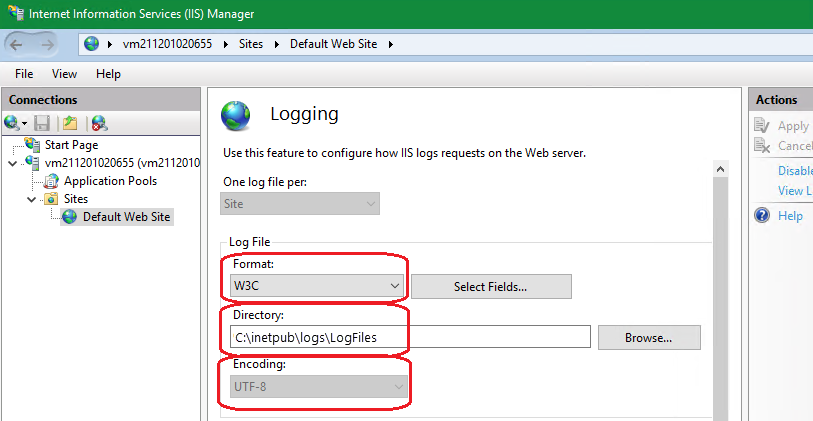 Internet Information Services (IIS) Manager
vm211201020655 Sites Default Web Site
File View Help
Connections
Start Page
vm211201020655 (vm2112010
Application Pools
Sites
Default Web Site
Logging
Use this feature to configure how IIS logs requests on the Web server.
One log file per:
Site
Log File
Format:
W3C
Select Fields...
Directory:
C:\inetpub\logs\LogFiles
Browse...
Encoding:
UTF-8
Actions
Apply
Cancel
Disable
View L
Help